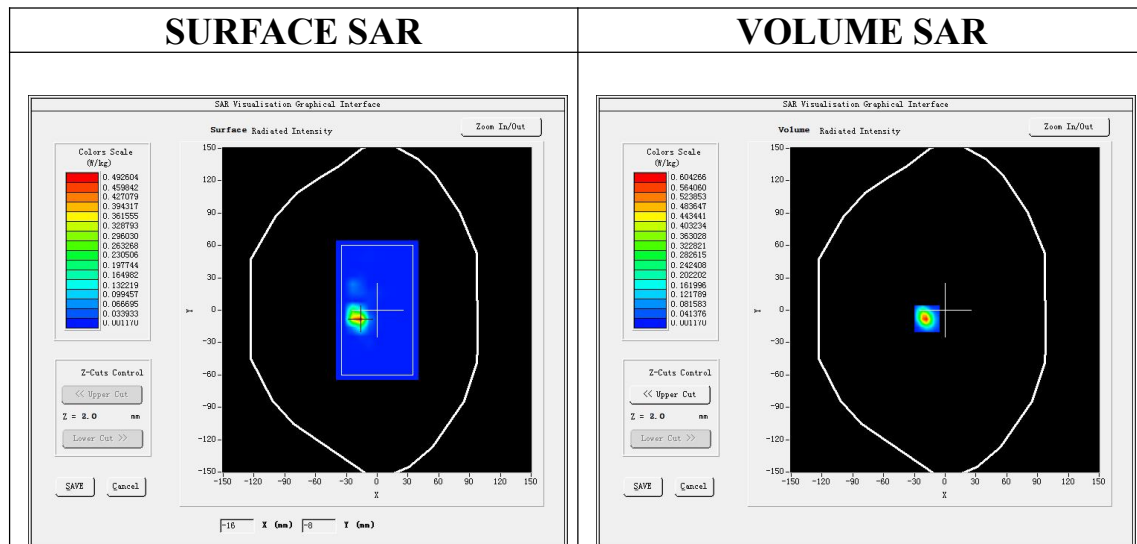 SURFACE SAR
VOLUME SAR
SAR Visualisation Graphical Interface
Surface Radiated Intensity
Zoom In/Out
Colors Scale
(W/kg)
0.492604
0.459842
0.427079
0.394317
0.361555
0.328793
0.296030
0.263268
0.230506
0.197744
0.164982
0.132219
0.099457
0.066695
0.033933
0.001170
150
120
90
60
30
0
-30
-60
-90
-120
-150
Y
-150 -120 -90 -60 -30 0 30 60 90 120 150
X
Z-Cuts Control
<< Upper Cut
Z = 2.0 mm
Lower Cut >>
SAVE Cancel
-16 X (mm) -8 Y (mm)
SAR Visualisation Graphical Interface
Volume Radiated Intensity
Zoom In/Out
Colors Scale
(W/kg)
0.604266
0.564060
0.523853
0.483647
0.443441
0.403234
0.363028
0.322821
0.282615
0.242408
0.202202
0.161996
0.121789
0.081583
0.041376
0.001170
150
120
90
60
30
0
-30
-60
-90
-120
-150
Y
-150 -120 -90 -60 -30 0 30 60 90 120 150
X
Z-Cuts Control
<< Upper Cut
Z = 2.0 mm
Lower Cut >>
SAVE Cancel